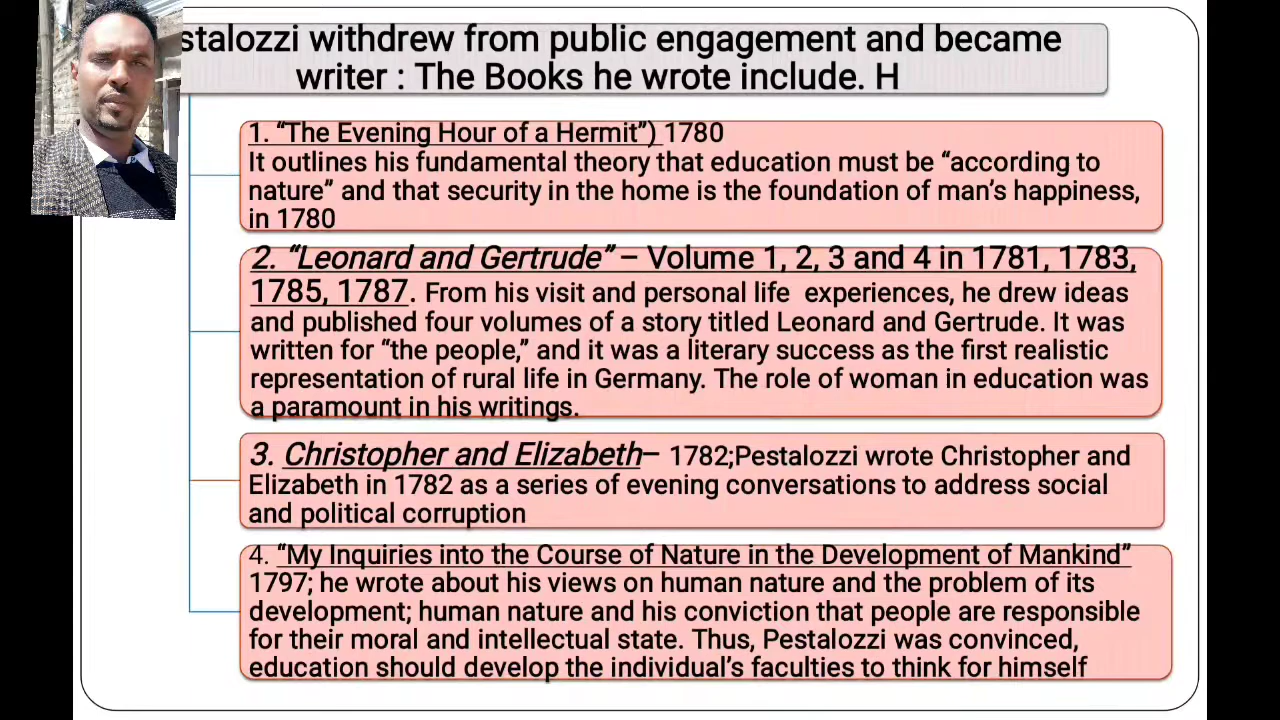 stalozzi withdrew from public engagement and became
writer : The Books he wrote include. H
1. “The Evening Hour of a Hermit”) 1780
It outlines his fundamental theory that education must be “according to
nature” and that security in the home is the foundation of man’s happiness,
in 1780
2. “Leonard and Gertrude” – Volume 1, 2, 3 and 4 in 1781, 1783,
1785, 1787. From his visit and personal life experiences, he drew ideas
and published four volumes of a story titled Leonard and Gertrude. It was
written for “the people,” and it was a literary success as the first realistic
representation of rural life in Germany. The role of woman in education was
a paramount in his writings.
3. Christopher and Elizabeth– 1782;Pestalozzi wrote Christopher and
Elizabeth in 1782 as a series of evening conversations to address social
and political corruption
4. “My Inquiries into the Course of Nature in the Development of Mankind”
1797; he wrote about his views on human nature and the problem of its
development; human nature and his conviction that people are responsible
for their moral and intellectual state. Thus, Pestalozzi was convinced,
education should develop the individual’s faculties to think for himself